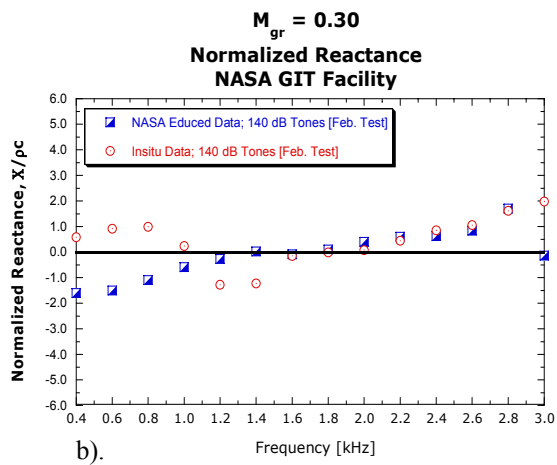 M_gr = 0.30
Normalized Reactance
NASA GIT Facility
NASA Educed Data; 140 dB Tones [Feb. Test]
Insitu Data; 140 dB Tones [Feb. Test]
Normalized Reactance, X/ρc
6.0
5.0
4.0
3.0
2.0
1.0
0.0
-1.0
-2.0
-3.0
-4.0
-5.0
-6.0
0.4 0.6 0.8 1.0 1.2 1.4 1.6 1.8 2.0 2.2 2.4 2.6 2.8 3.0
Frequency [kHz]
b).